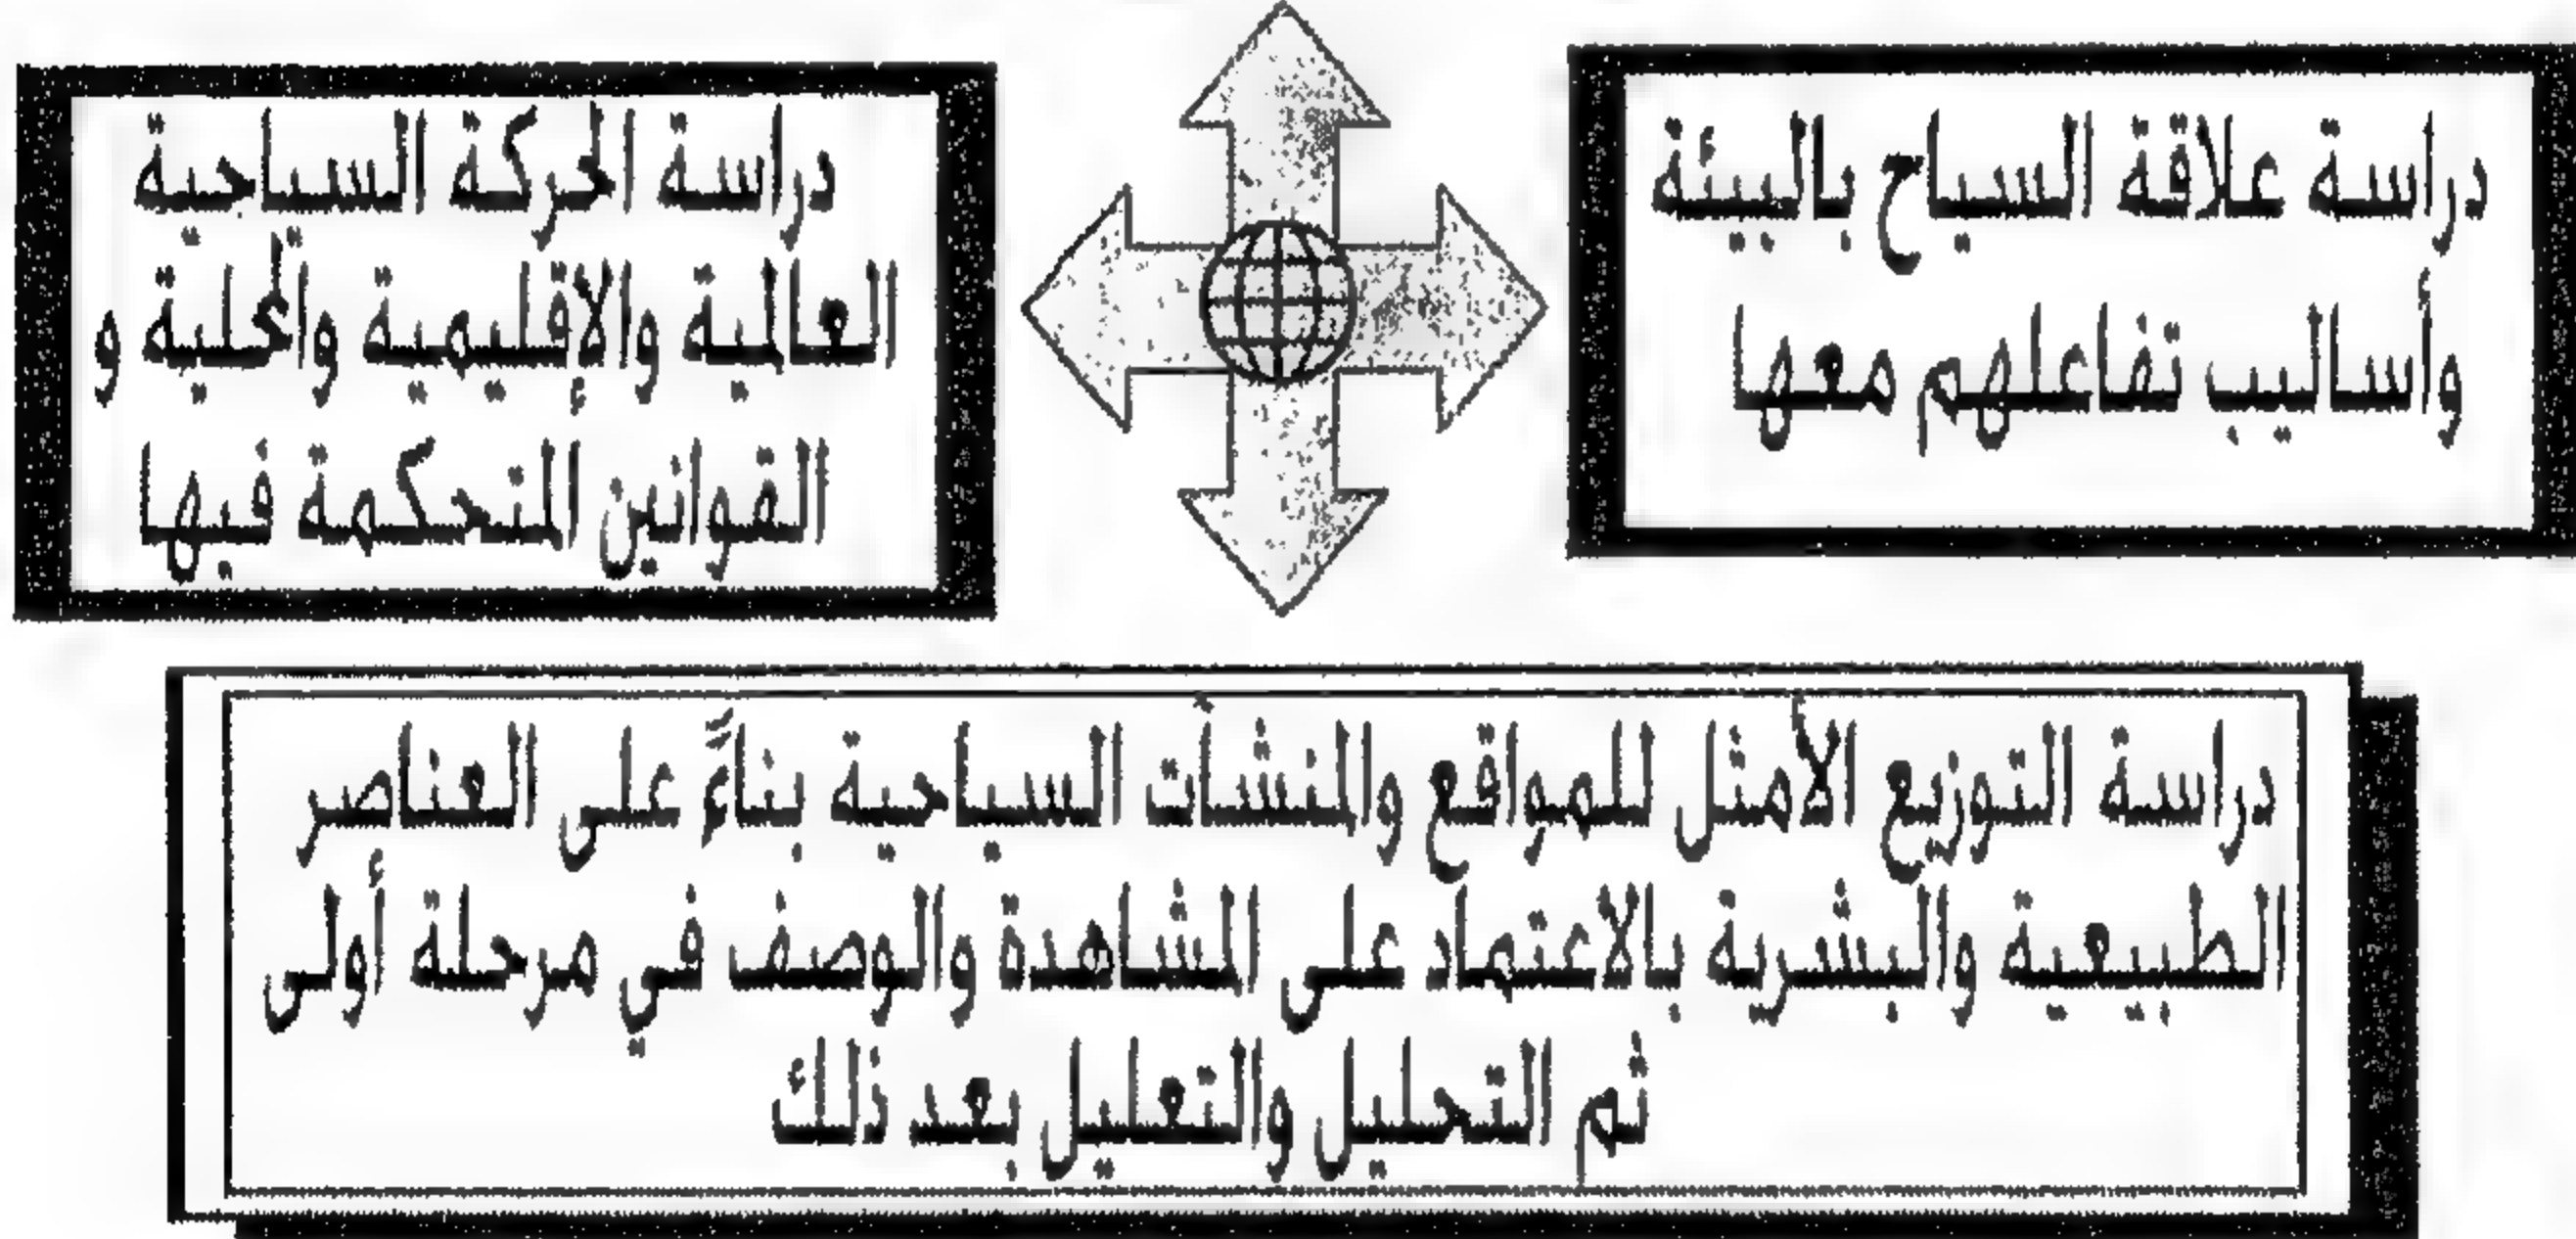 دراسة علاقة السياح بالبيئة
وأساليب تفاعلهم معها
دراسة الحركة السياحية
العالمية والإقليمية والمحلية و
القوانين المتحكمة فيها
دراسة التوزيع الأمثل للمواقع والمنشآت السياحية بناءً على العناصر
الطبيعية والبشرية بالاعتماد على المشاهدة والوصف في مرحلة أولى
ثم التحليل والتعليل بعد ذلك